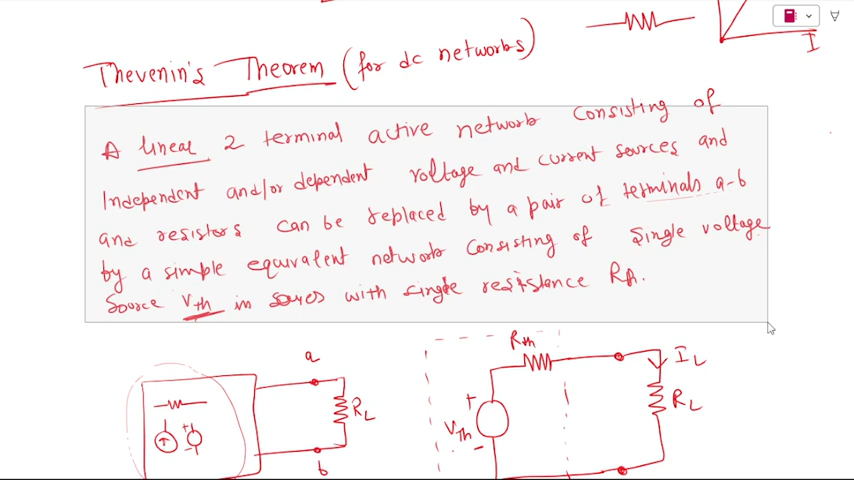 I
Thevenin's Theorem (for dc networks)
A linear 2 terminal active network consisting of
Independent and/or dependent voltage and current sources and
and resistors can be replaced by a pair of terminals a-b
by a simple equivalent network consisting of single voltage
source Vth in series with single resistance RA.
a
RL
b
+
-
Rth
+
VTh
-
IL
RL